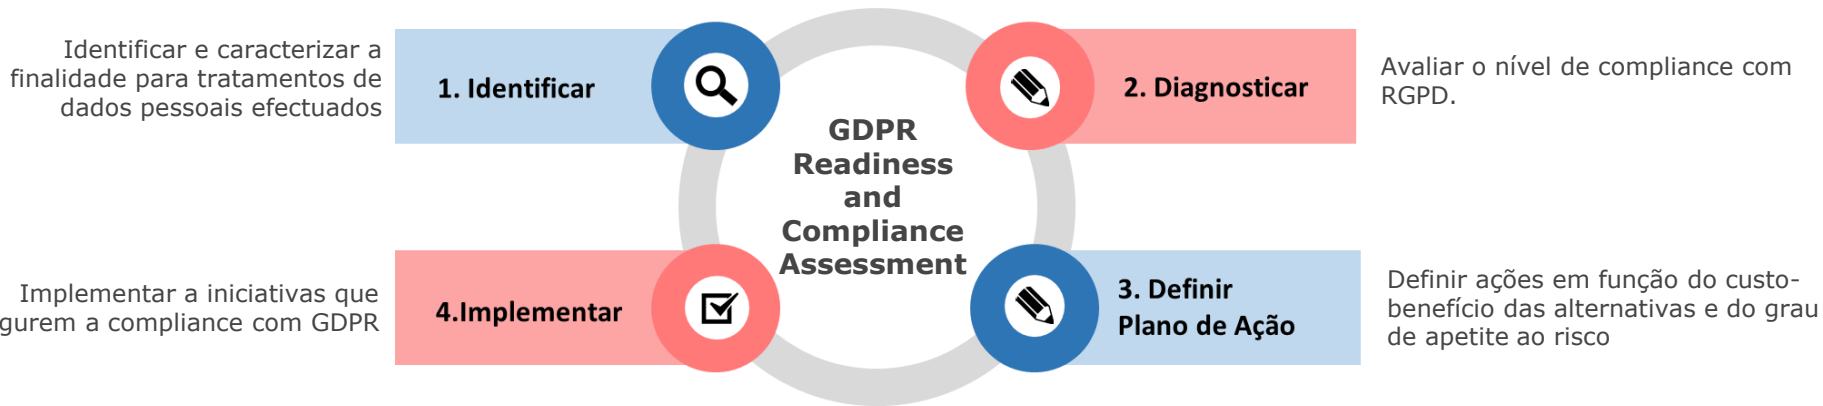 Identificar e caracterizar a
finalidade para tratamentos de
dados pessoais efectuados
1. Identificar
GDPR
Readiness
and
Compliance
Assessment
2. Diagnosticar
Avaliar o nível de compliance com
RGPD.
3. Definir
Plano de Ação
Definir ações em função do custo-
benefício das alternativas e do grau
de apetite ao risco
4.Implementar
Implementar a iniciativas que
gurem a compliance com GDPR